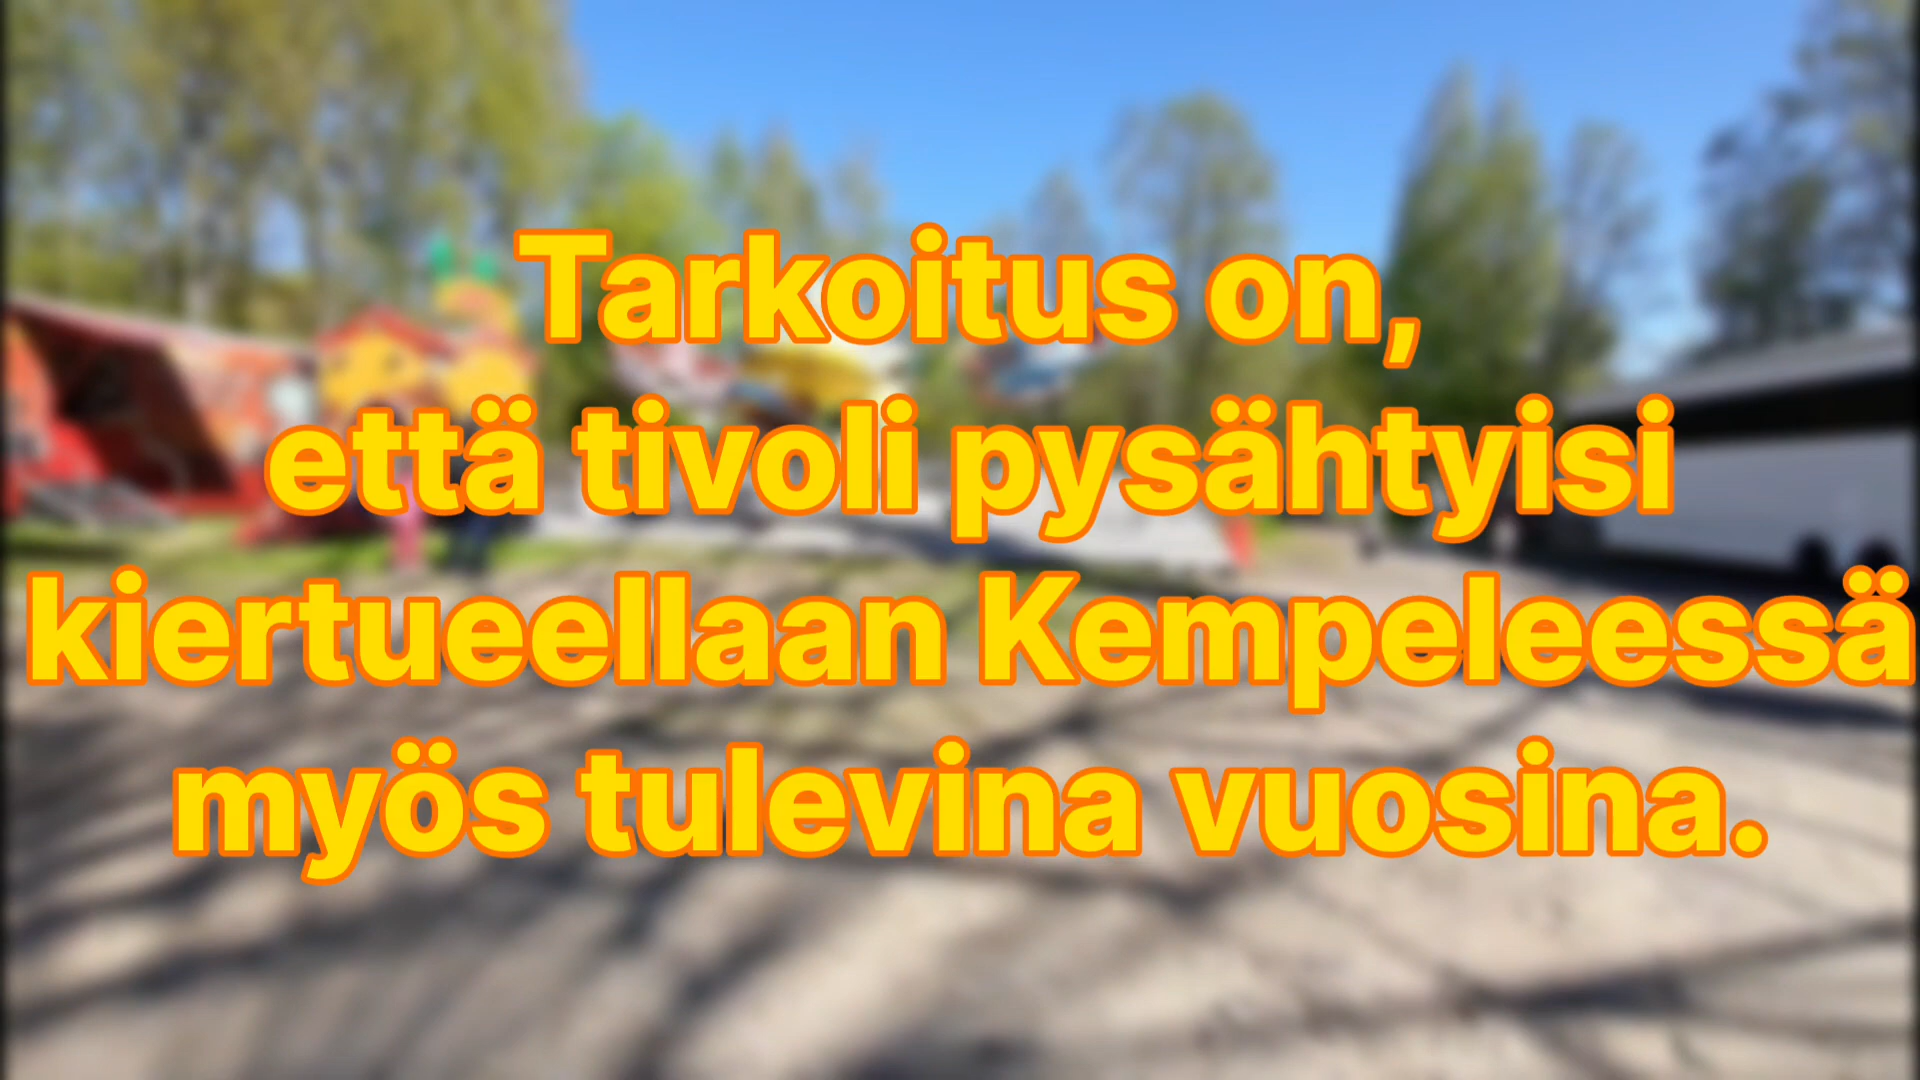 Tarkoitus on,
että tivoli pysähtyisi
kiertueellaan Kempeleessä
myös tulevina vuosina.